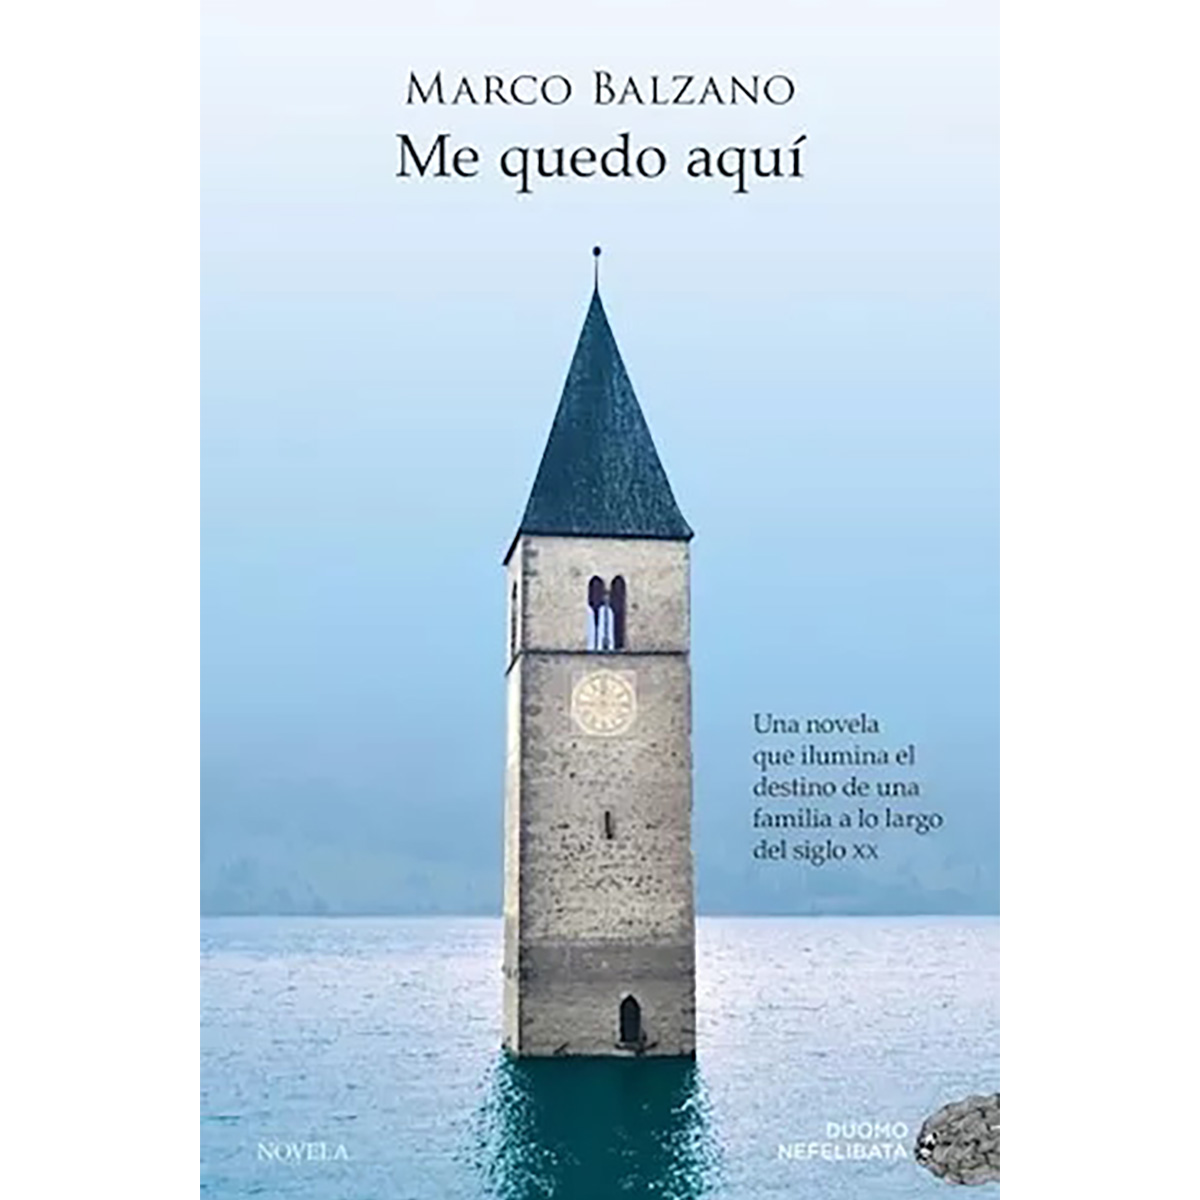 MARCO BALZANO
Me quedo aquí
Una novela
que ilumina el
destino de una
familia a lo largo
del siglo XX
NOVELA
DUOMO
NEFELIBATA